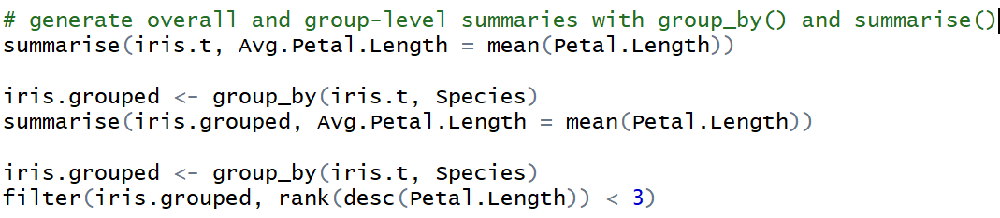 # generate overall and group-level summaries with group_by() and summarise()
summarise(iris.t, Avg.Petal.Length = mean(Petal.Length))
iris.grouped <- group_by(iris.t, Species)
summarise(iris.grouped, Avg.Petal.Length = mean(Petal.Length))
iris.grouped <- group_by(iris.t, Species)
filter(iris.grouped, rank(desc(Petal.Length)) < 3)